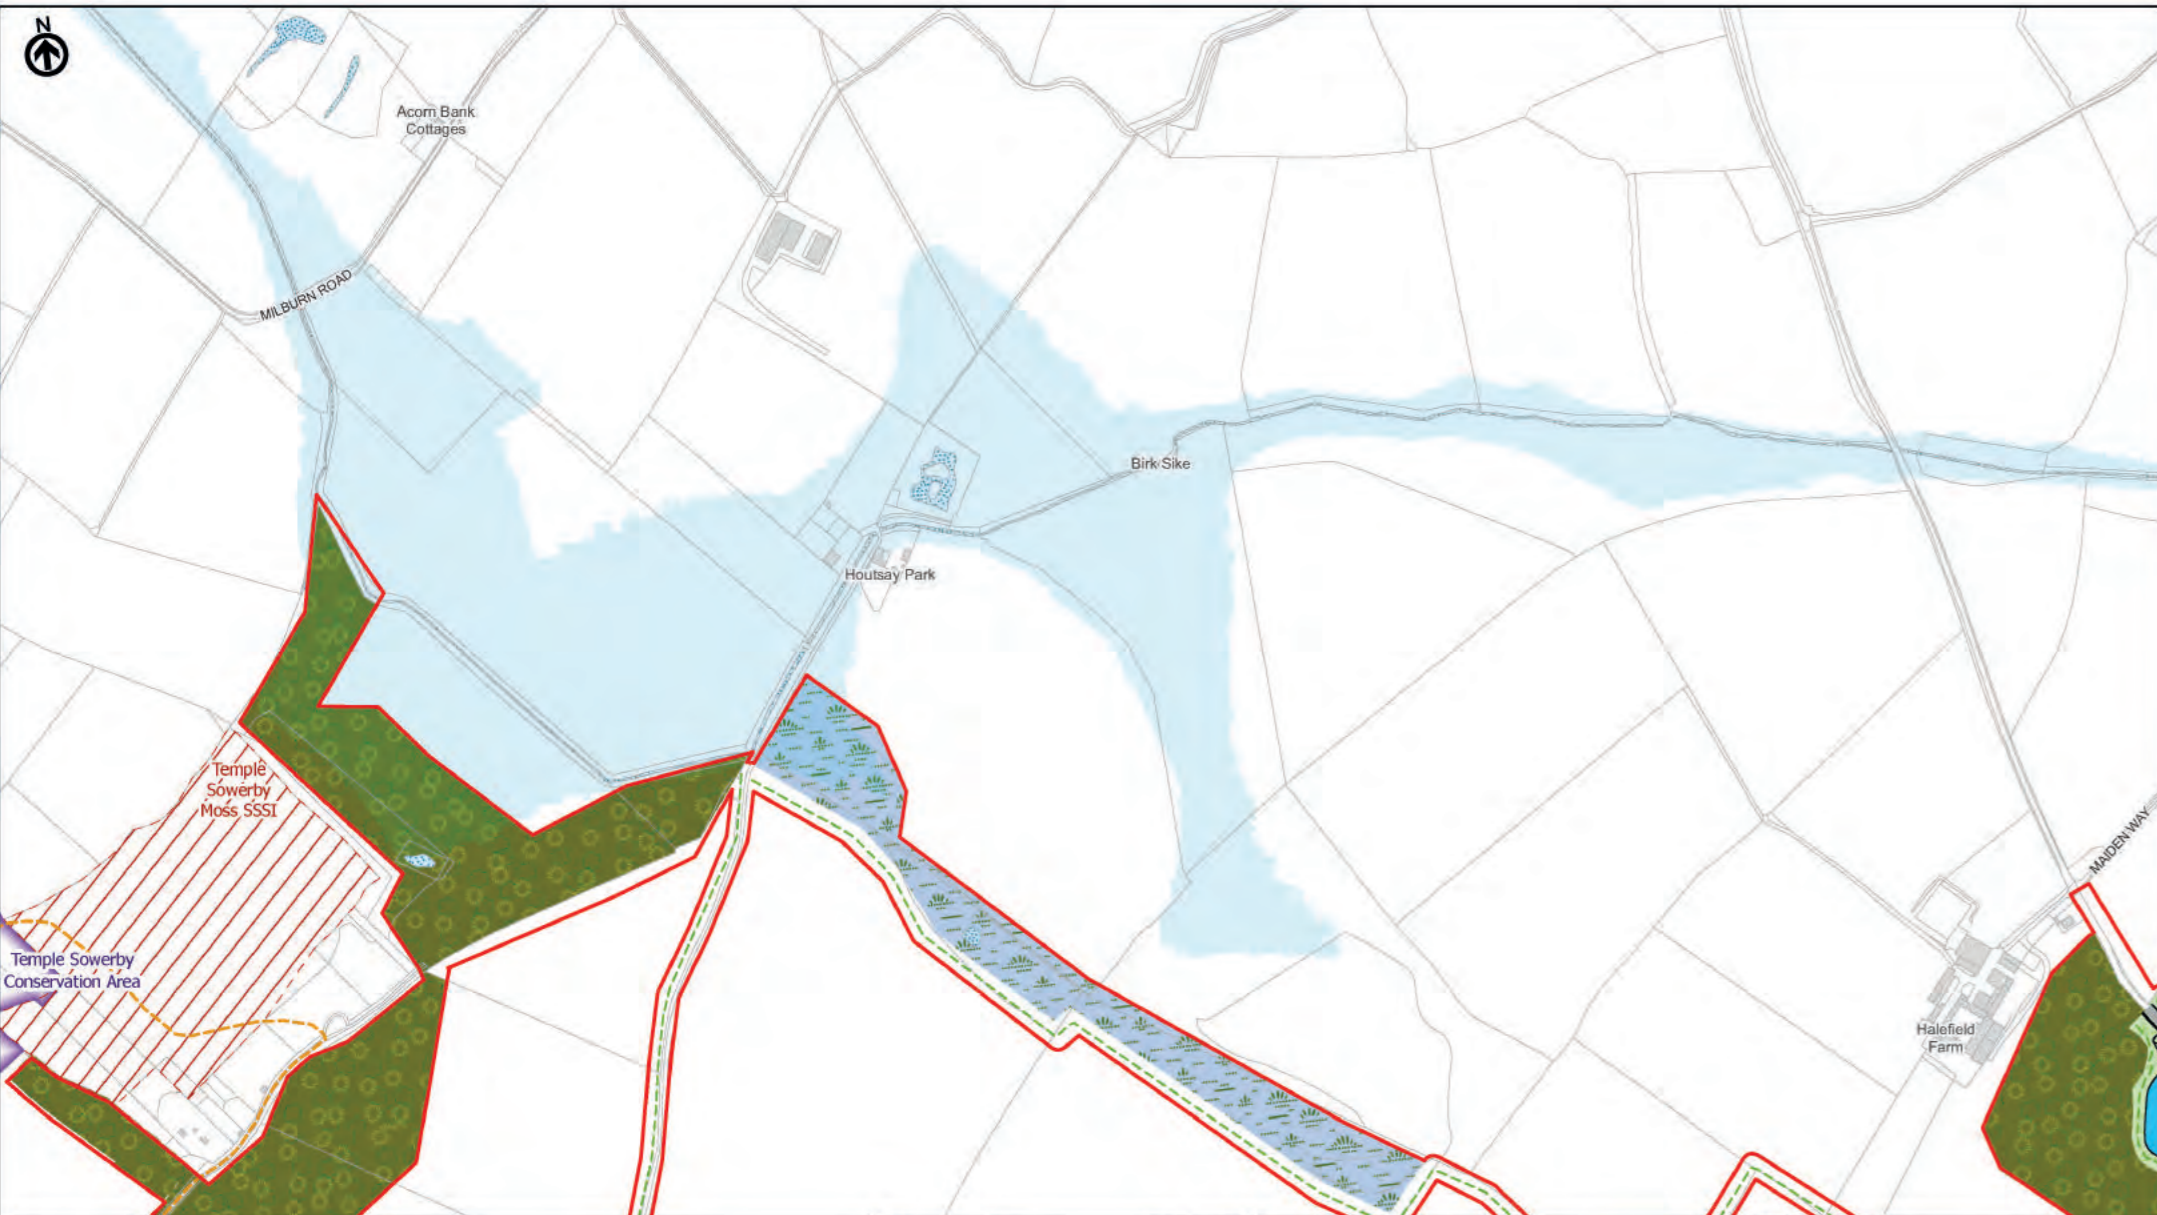 N
Acorn Bank
Cottages
MILBURN ROAD
Birk Sike
Houtsay Park
Temple
Sowerby
Moss SSSI
MAIDEN WAY
Temple Sowerby
Conservation Area
Halefield
Farm